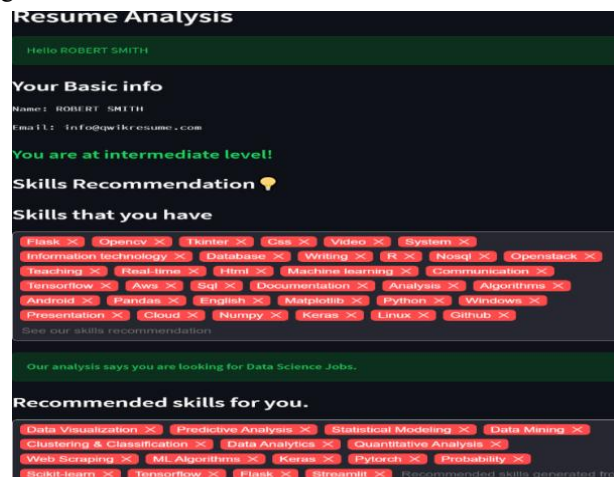 Resume Analysis
Hello ROBERT SMITH
Your Basic info
Name: ROBERT SMITH
Email: info@qwikresume.com
You are at intermediate level!
Skills Recommendation
Skills that you have
Flask × Opencv × Tkinter × Css × Video × System ×
Information technology × Database × Writing × R × Nosql × Openstack ×
Teaching × Real-time × Html × Machine learning × Communication ×
Tensorflow × Aws × Sql × Documentation × Analysis × Algorithms ×
Android × Pandas × English × Matplotlib × Python × Windows ×
Presentation × Cloud × Numpy × Keras × Linux × Github ×
See our skills recommendation
Our analysis says you are looking for Data Science Jobs.
Recommended skills for you.
Data Visualization × Predictive Analysis × Statistical Modeling × Data Mining ×
Clustering & Classification × Data Analytics × Quantitative Analysis ×
Web Scraping × ML Algorithms × Keras × Pytorch × Probability ×
Scikit-learn × Tensorflow × Flask × Streamlit × Recommended skills generated fro